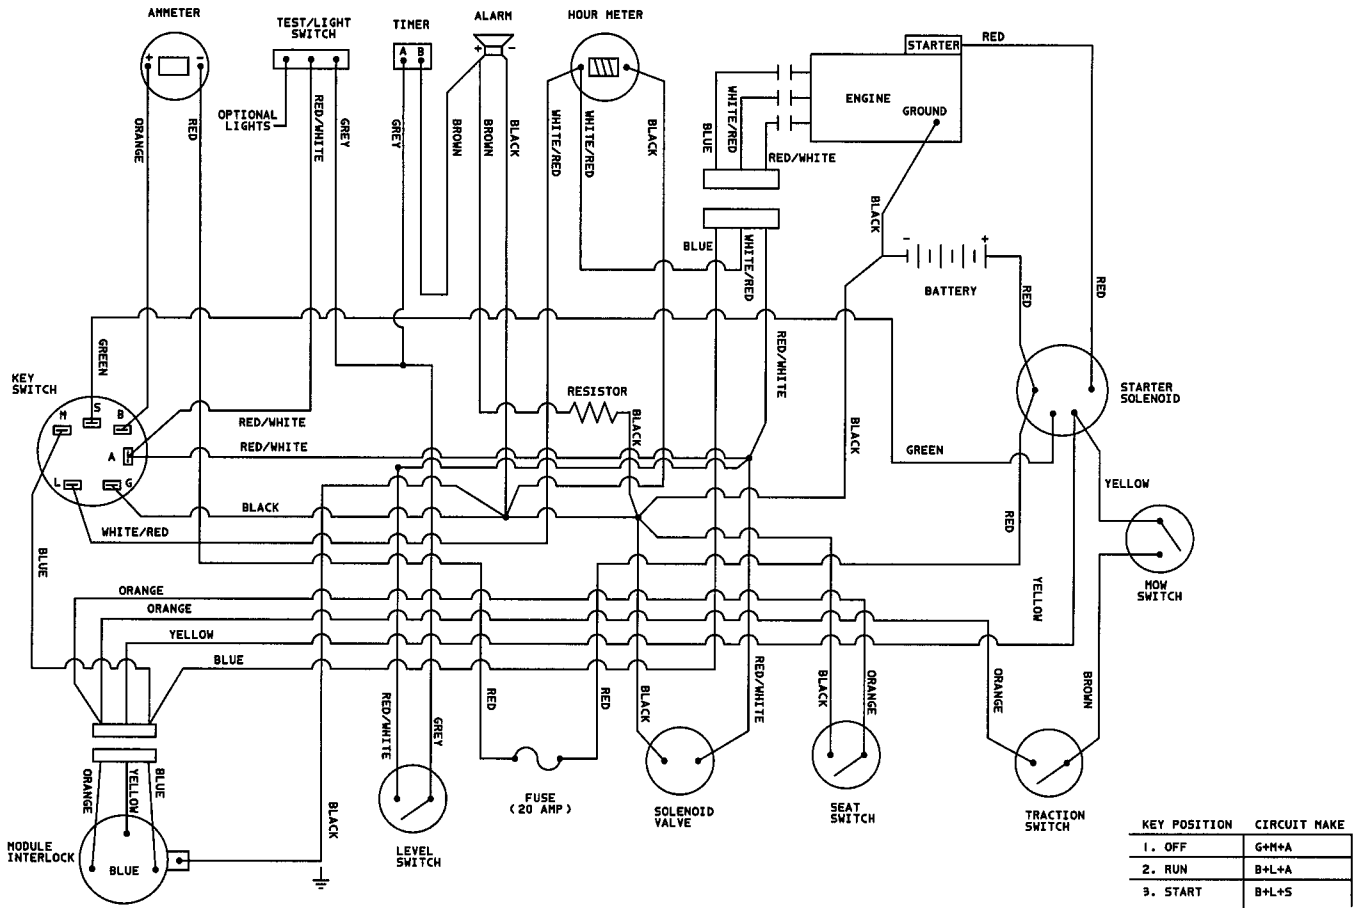 AMMETER
TEST/LIGHT
SWITCH
TIMER
ALARM
HOUR METER
STARTER
RED
+
-
A B
+ -
ENGINE
GROUND
OPTIONAL
LIGHTS
ORANGE
RED
RED/WHITE
GREY
GREY
BROWN
BROWN
BLACK
WHITE/RED
WHITE/RED
BLACK
BLUE
WHITE/RED
RED/WHITE
BLACK
BLUE
WHITE/RED
- +
BATTERY
RED
RED
GREEN
RED/WHITE
KEY
SWITCH
M
S
B
A
L
G
RED/WHITE
RED/WHITE
RESISTOR
BLACK
BLACK
STARTER
SOLENOID
GREEN
YELLOW
BLACK
WHITE/RED
RED
BLUE
MOW
SWITCH
YELLOW
ORANGE
ORANGE
YELLOW
BLUE
RED/WHITE
GREY
RED
RED
BLACK
RED/WHITE
BLACK
ORANGE
ORANGE
BROWN
ORANGE
YELLOW
BLUE
BLACK
FUSE
(20 AMP)
SOLENOID
VALVE
SEAT
SWITCH
TRACTION
SWITCH
MODULE
INTERLOCK
BLUE
LEVEL
SWITCH
KEY POSITION CIRCUIT MAKE
1. OFF G+M+A
2. RUN B+L+A
3. START B+L+S